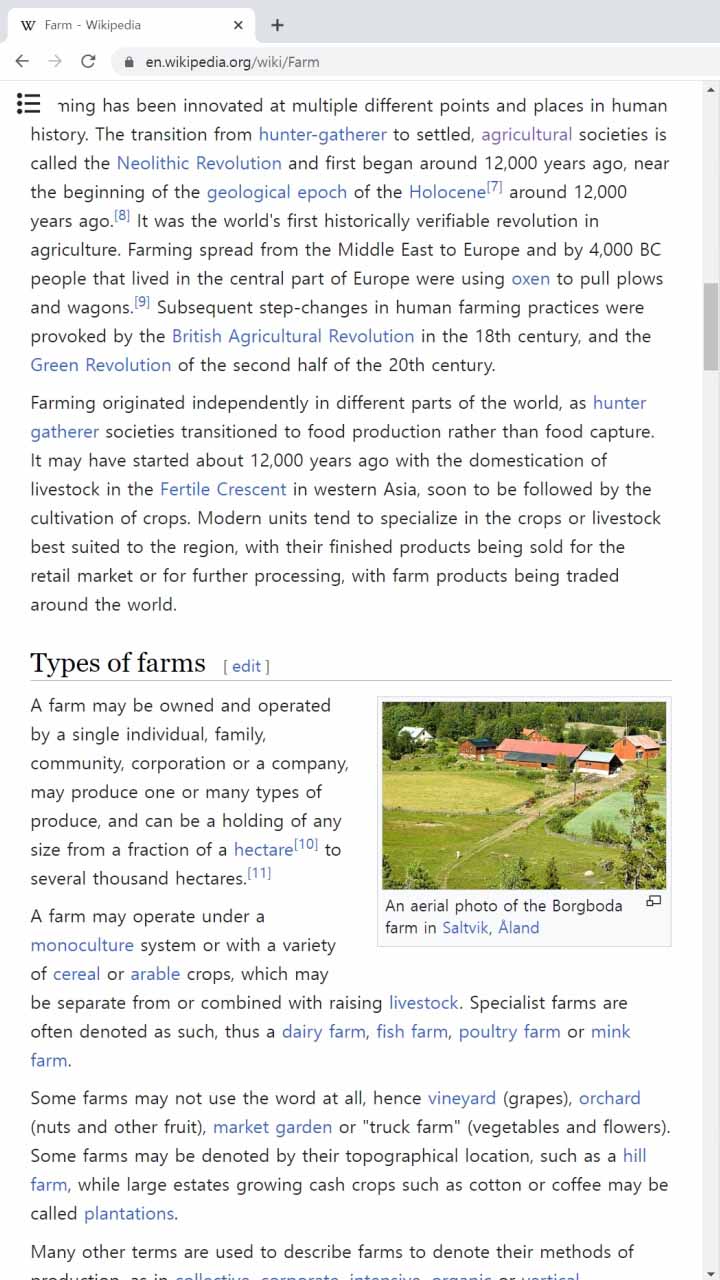 Farm - Wikipedia
en.wikipedia.org/wiki/Farm
ming has been innovated at multiple different points and places in human
history. The transition from hunter-gatherer to settled, agricultural societies is
called the Neolithic Revolution and first began around 12,000 years ago, near
the beginning of the geological epoch of the Holocene[7] around 12,000
years ago.[8] It was the world's first historically verifiable revolution in
agriculture. Farming spread from the Middle East to Europe and by 4,000 BC
people that lived in the central part of Europe were using oxen to pull plows
and wagons.[9] Subsequent step-changes in human farming practices were
provoked by the British Agricultural Revolution in the 18th century, and the
Green Revolution of the second half of the 20th century.
Farming originated independently in different parts of the world, as hunter
gatherer societies transitioned to food production rather than food capture.
It may have started about 12,000 years ago with the domestication of
livestock in the Fertile Crescent in western Asia, soon to be followed by the
cultivation of crops. Modern units tend to specialize in the crops or livestock
best suited to the region, with their finished products being sold for the
retail market or for further processing, with farm products being traded
around the world.
Types of farms [ edit ]
A farm may be owned and operated
by a single individual, family,
community, corporation or a company,
may produce one or many types of
produce, and can be a holding of any
size from a fraction of a hectare[10] to
several thousand hectares.[11]
An aerial photo of the Borgboda
farm in Saltvik, Åland
A farm may operate under a
monoculture system or with a variety
of cereal or arable crops, which may
be separate from or combined with raising livestock. Specialist farms are
often denoted as such, thus a dairy farm, fish farm, poultry farm or mink
farm.
Some farms may not use the word at all, hence vineyard (grapes), orchard
(nuts and other fruit), market garden or "truck farm" (vegetables and flowers).
Some farms may be denoted by their topographical location, such as a hill
farm, while large estates growing cash crops such as cotton or coffee may be
called plantations.
Many other terms are used to describe farms to denote their methods of
production, as in collective, corporate, intensive, organic or vertical.